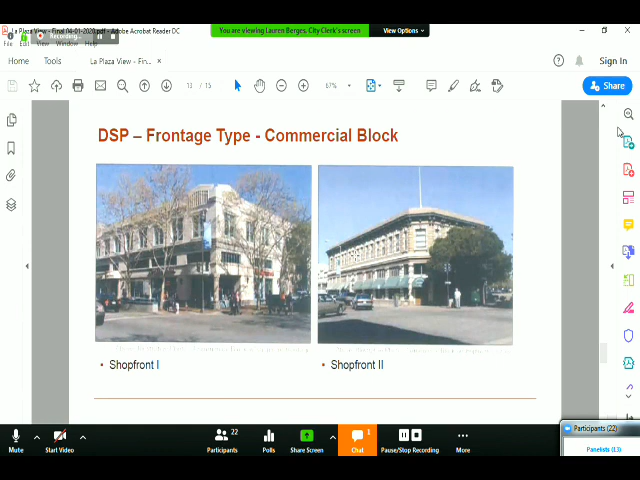 La Plaza View - Final 04-01-2020.pdf - Adobe Acrobat Reader DC
Recording...
You are viewing Lauren Berges, City Clerk's screen
View Options
File Edit View Window Help
Home Tools La Plaza View - Fin... ×
Sign In
13 / 15
67%
Share
DSP – Frontage Type - Commercial Block
• Shopfront I
• Shopfront II
Participants (22)
Panelists (13)
Mute
Start Video
22
Participants
Polls
Share Screen
1
Chat
Pause/Stop Recording
More